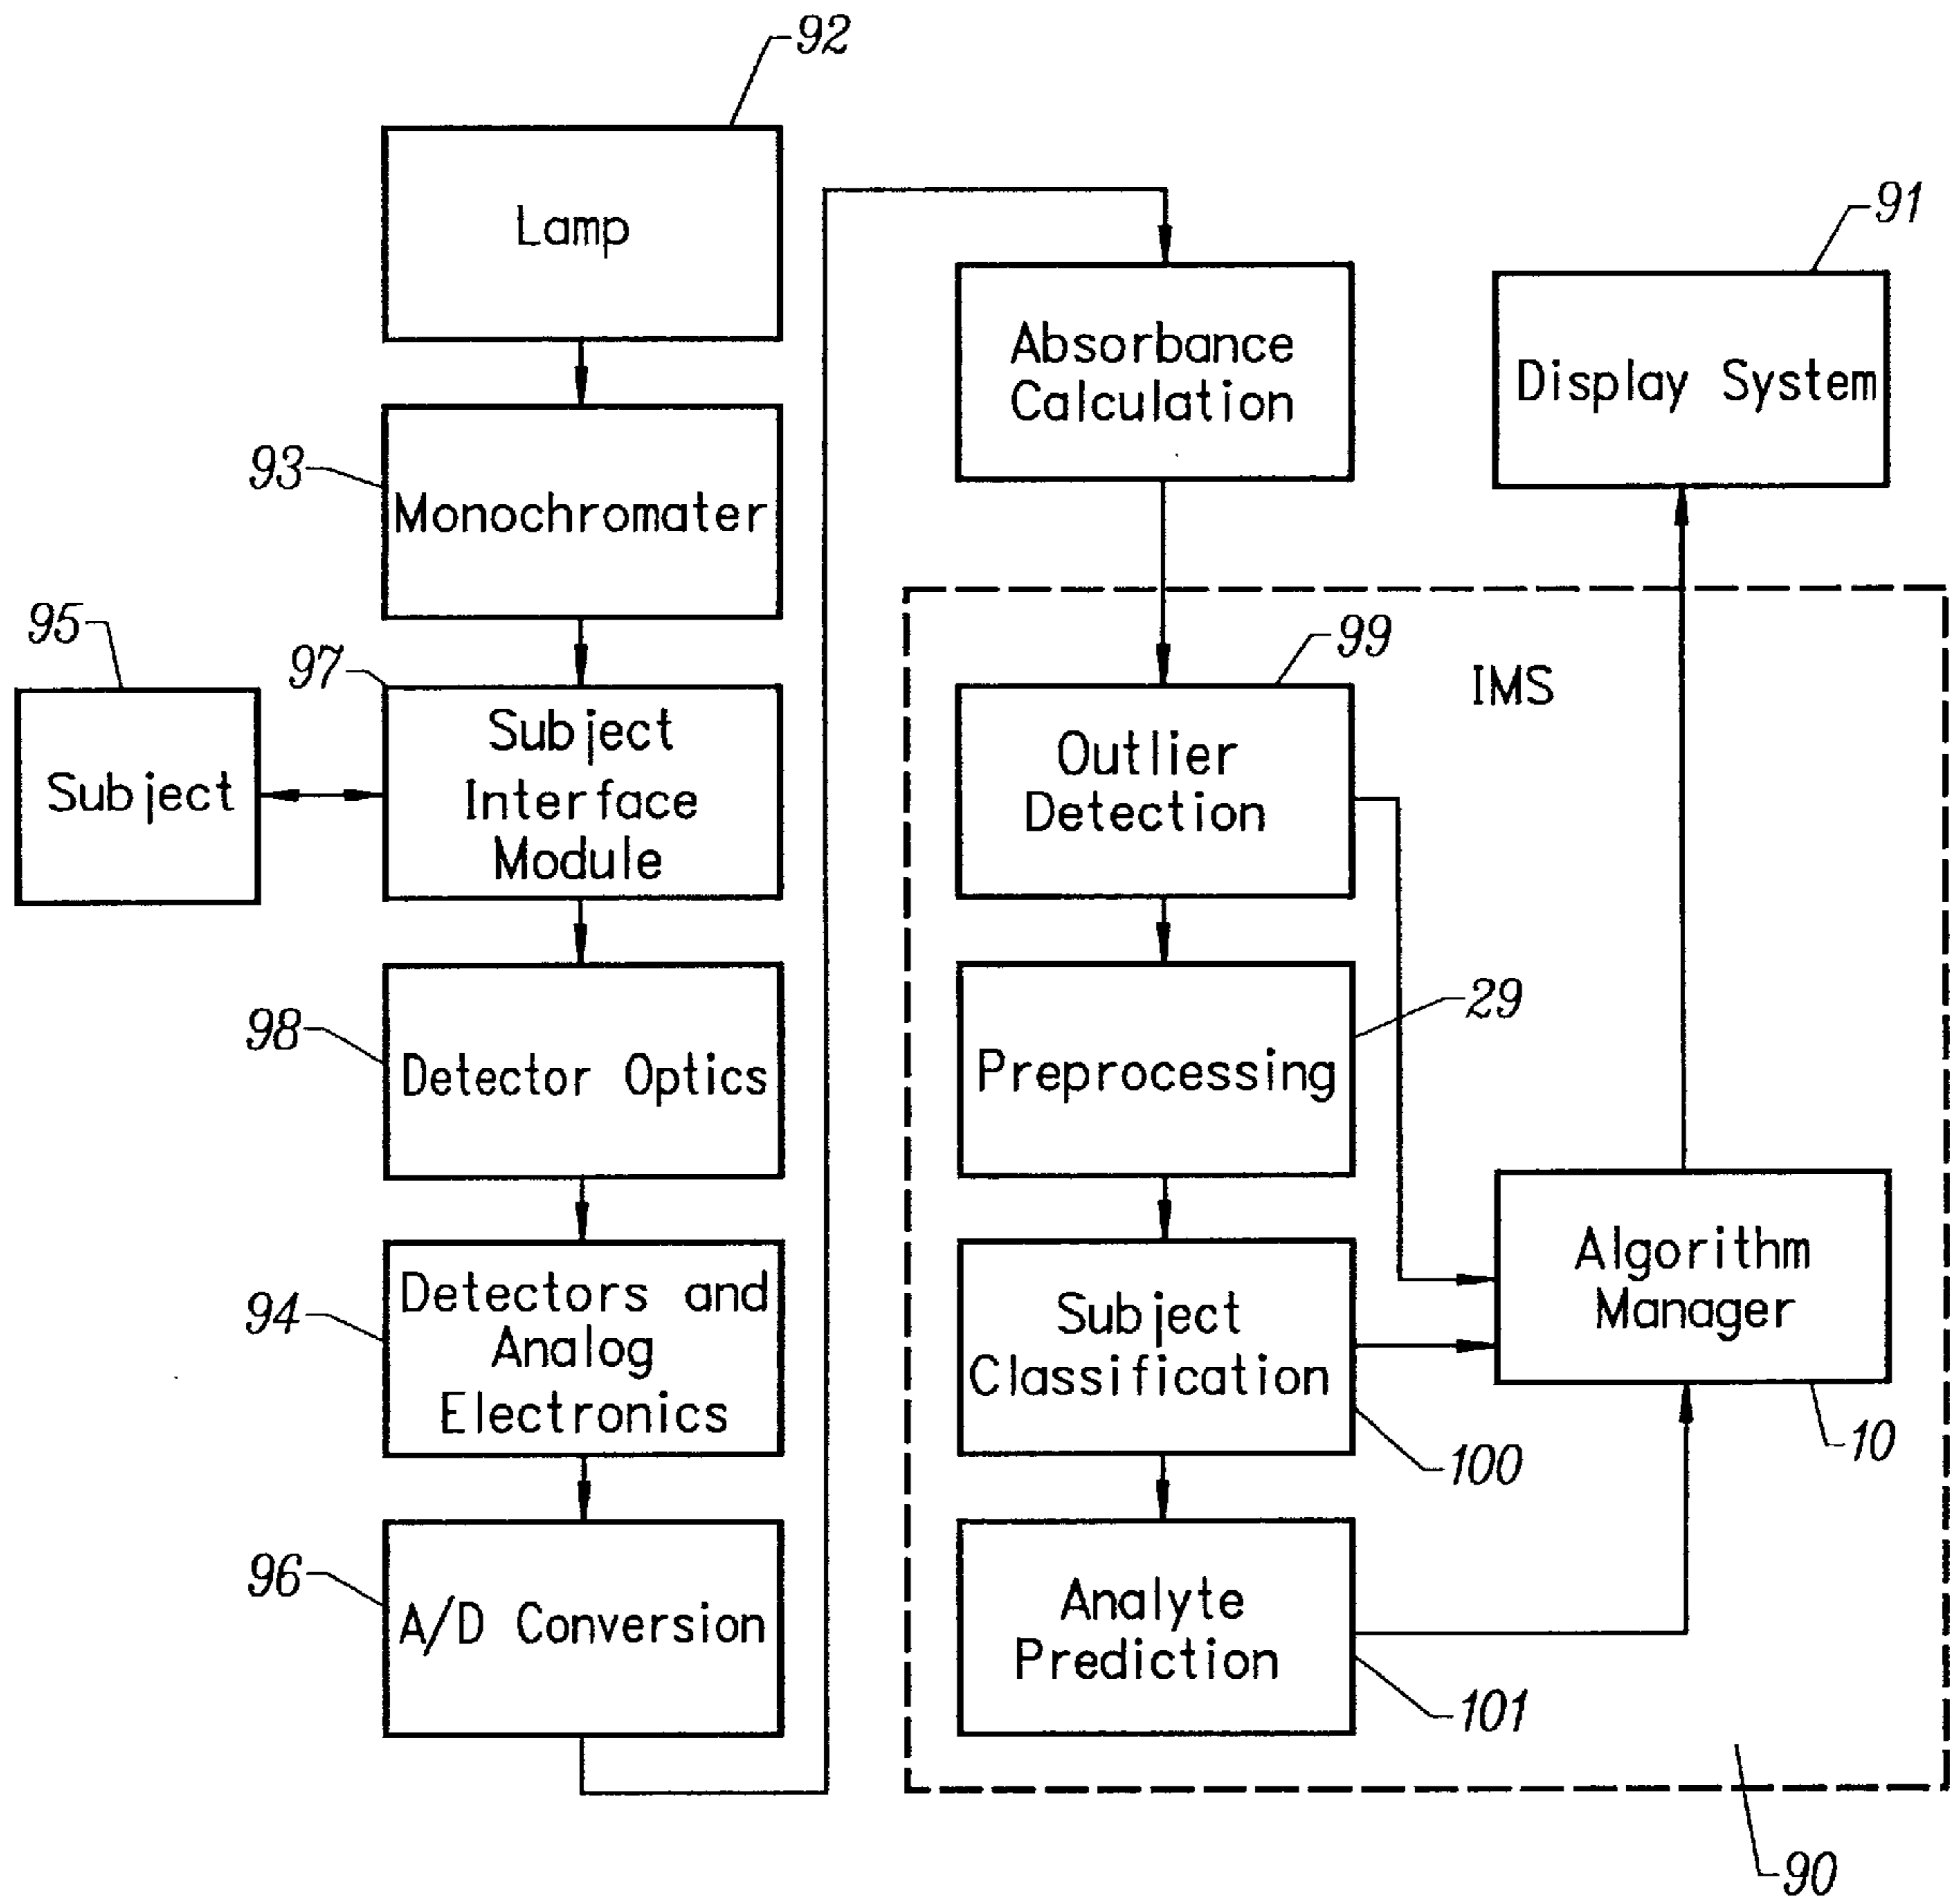 92
Lamp
93
Monochromater
95
Subject
97
Subject
Interface
Module
98
Detector Optics
94
Detectors and
Analog
Electronics
96
A/D Conversion
Absorbance
Calculation
91
Display System
IMS
99
Outlier
Detection
29
Preprocessing
Subject
Classification
100
Algorithm
Manager
10
Analyte
Prediction
101
90